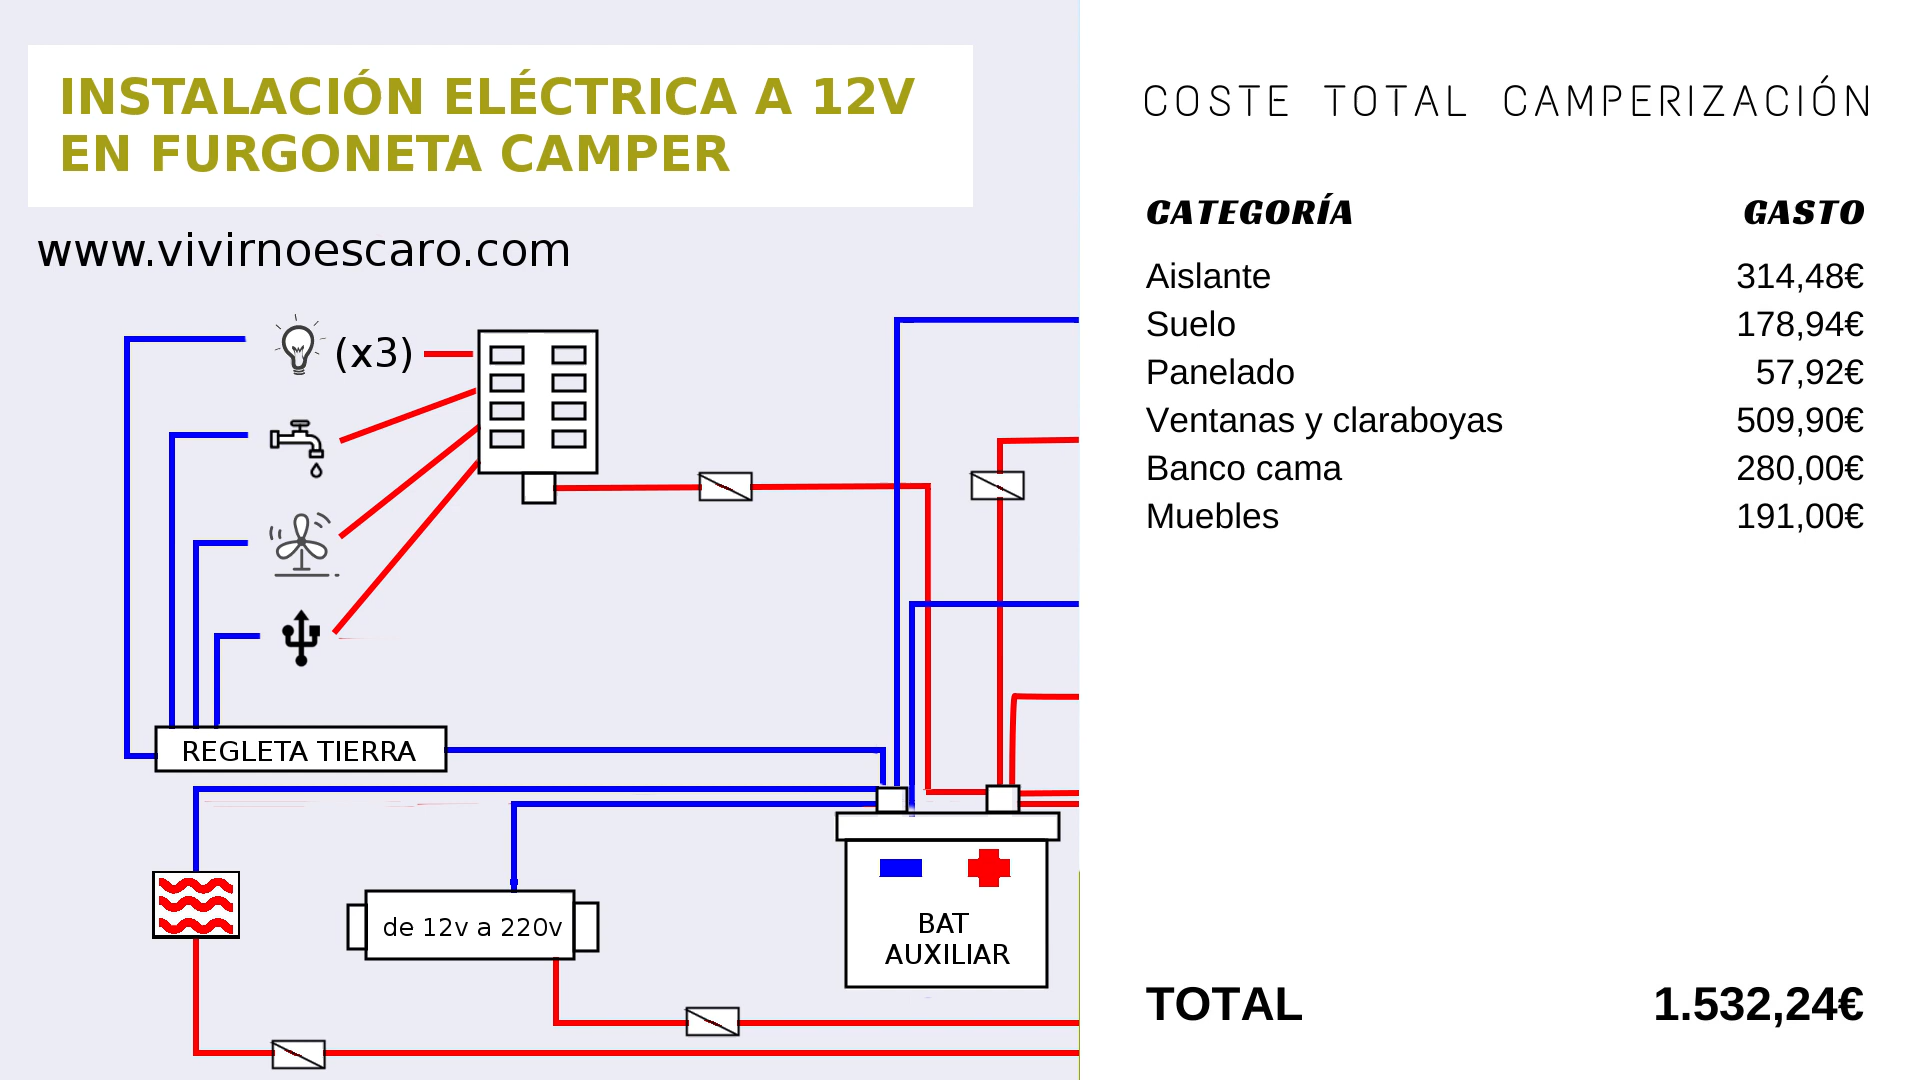 INSTALACIÓN ELÉCTRICA A 12V
EN FURGONETA CAMPER
www.vivirnoescaro.com
(x3)
REGLETA TIERRA
de 12v a 220v
BAT
AUXILIAR
COSTE TOTAL CAMPERIZACIÓN
CATEGORÍA GASTO
Aislante 314,48€
Suelo 178,94€
Panelado 57,92€
Ventanas y claraboyas 509,90€
Banco cama 280,00€
Muebles 191,00€
TOTAL 1.532,24€